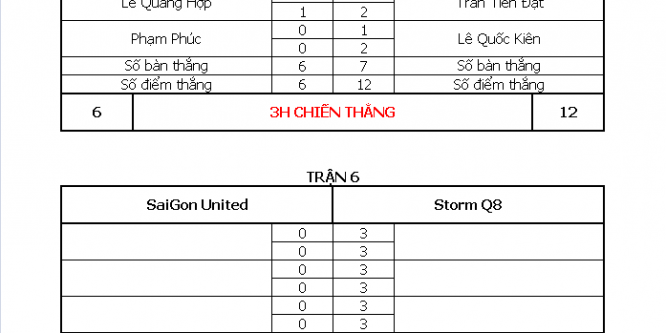 Lê Quang Hợp Trần Tiến Đạt
1 2
0 1
Phạm Phúc Lê Quốc Kiên
0 2
Số bàn thắng 6 7 Số bàn thắng
Số điểm thắng 6 12 Số điểm thắng
6 3H CHIẾN THẮNG 12
TRẬN 6
SaiGon United Storm Q8
0 3
0 3
0 3
0 3
0 3
0 3